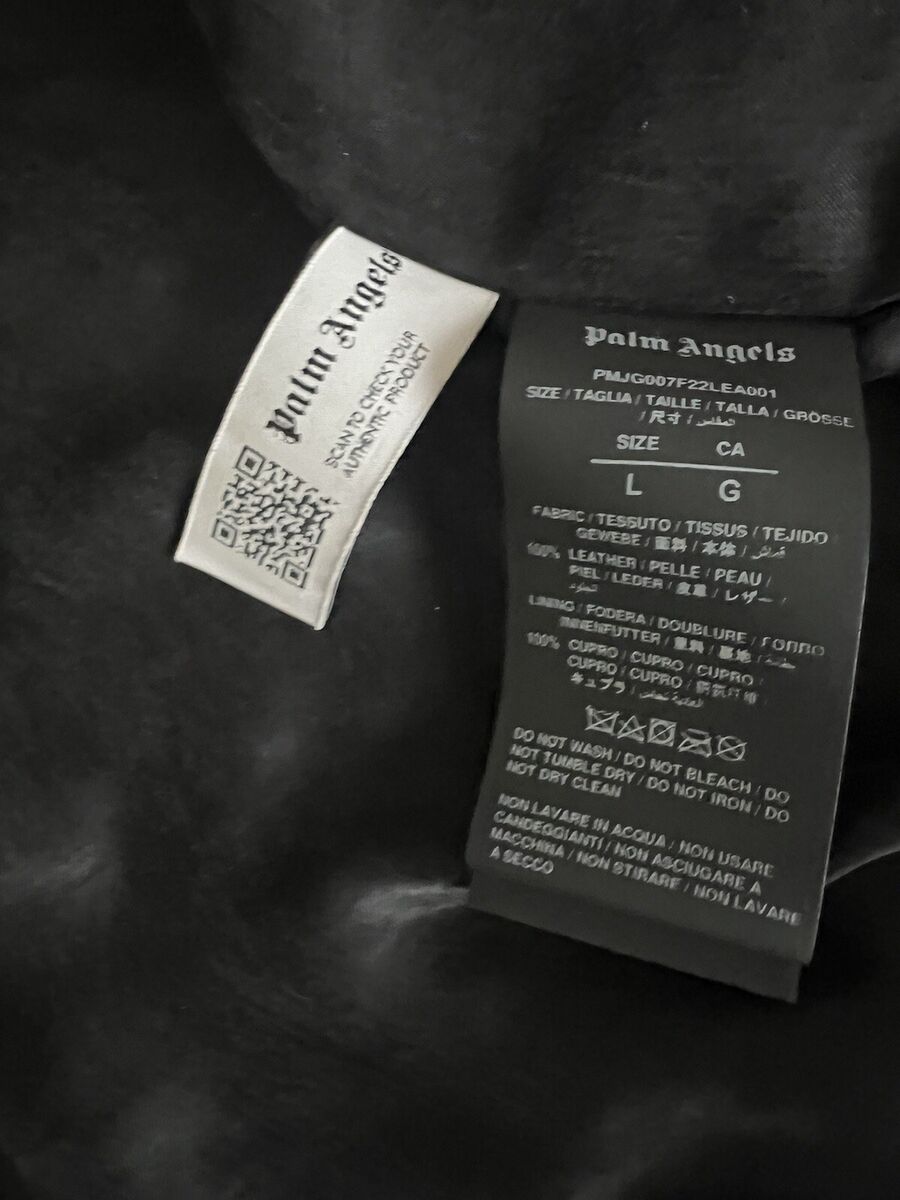 Palm Angels
SCAN TO CHECK YOUR
AUTHENTIC PRODUCT
Palm Angels
PMJG007F22LEA001
SIZE / TAGLIA / TAILLE / TALLA / GRÖSSE
/ 尺寸 / المقاس
SIZE CA
L G
FABRIC / TESSUTO / TISSUS / TEJIDO
GEWEBE / 面料 / 本体 / قماش
100% LEATHER / PELLE / PEAU /
PIEL / LEDER / 皮革 / レザー /
LINING / FODERA / DOUBLURE / FORRO
INNENFUTTER / 里料 / 裏地 /
100% CUPRO / CUPRO / CUPRO /
CUPRO / CUPRO /
キュプラ /
DO NOT WASH / DO NOT BLEACH / DO
NOT TUMBLE DRY / DO NOT IRON / DO
NOT DRY CLEAN
NON LAVARE IN ACQUA / NON USARE
CANDEGGIANTI / NON ASCIUGARE A
MACCHINA / NON STIRARE / NON LAVARE
A SECCO